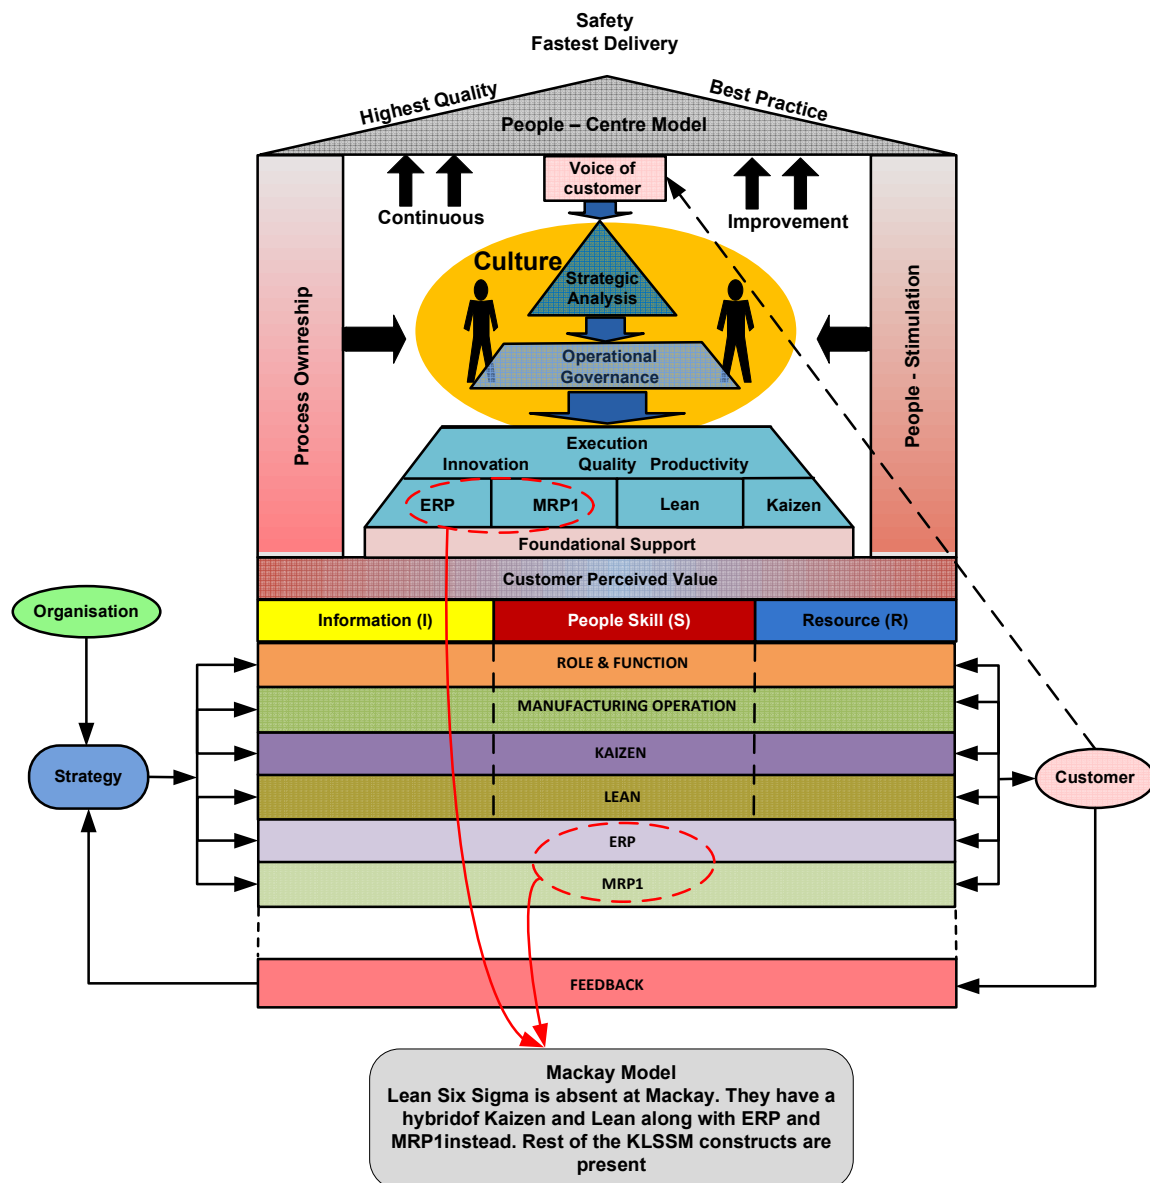 Safety
Fastest Delivery
Highest Quality
Best Practice
People – Centre Model
Voice of
customer
Continuous
Improvement
Culture
Strategic
Analysis
Process Ownreship
People - Stimulation
Operational
Governance
Execution
Innovation
Quality
Productivity
ERP
MRP1
Lean
Kaizen
Foundational Support
Customer Perceived Value
Organisation
Information (I)
People Skill (S)
Resource (R)
ROLE & FUNCTION
MANUFACTURING OPERATION
KAIZEN
Strategy
Customer
LEAN
ERP
MRP1
FEEDBACK
Mackay Model
Lean Six Sigma is absent at Mackay. They have a
hybridof Kaizen and Lean along with ERP and
MRP1instead. Rest of the KLSSM constructs are
present